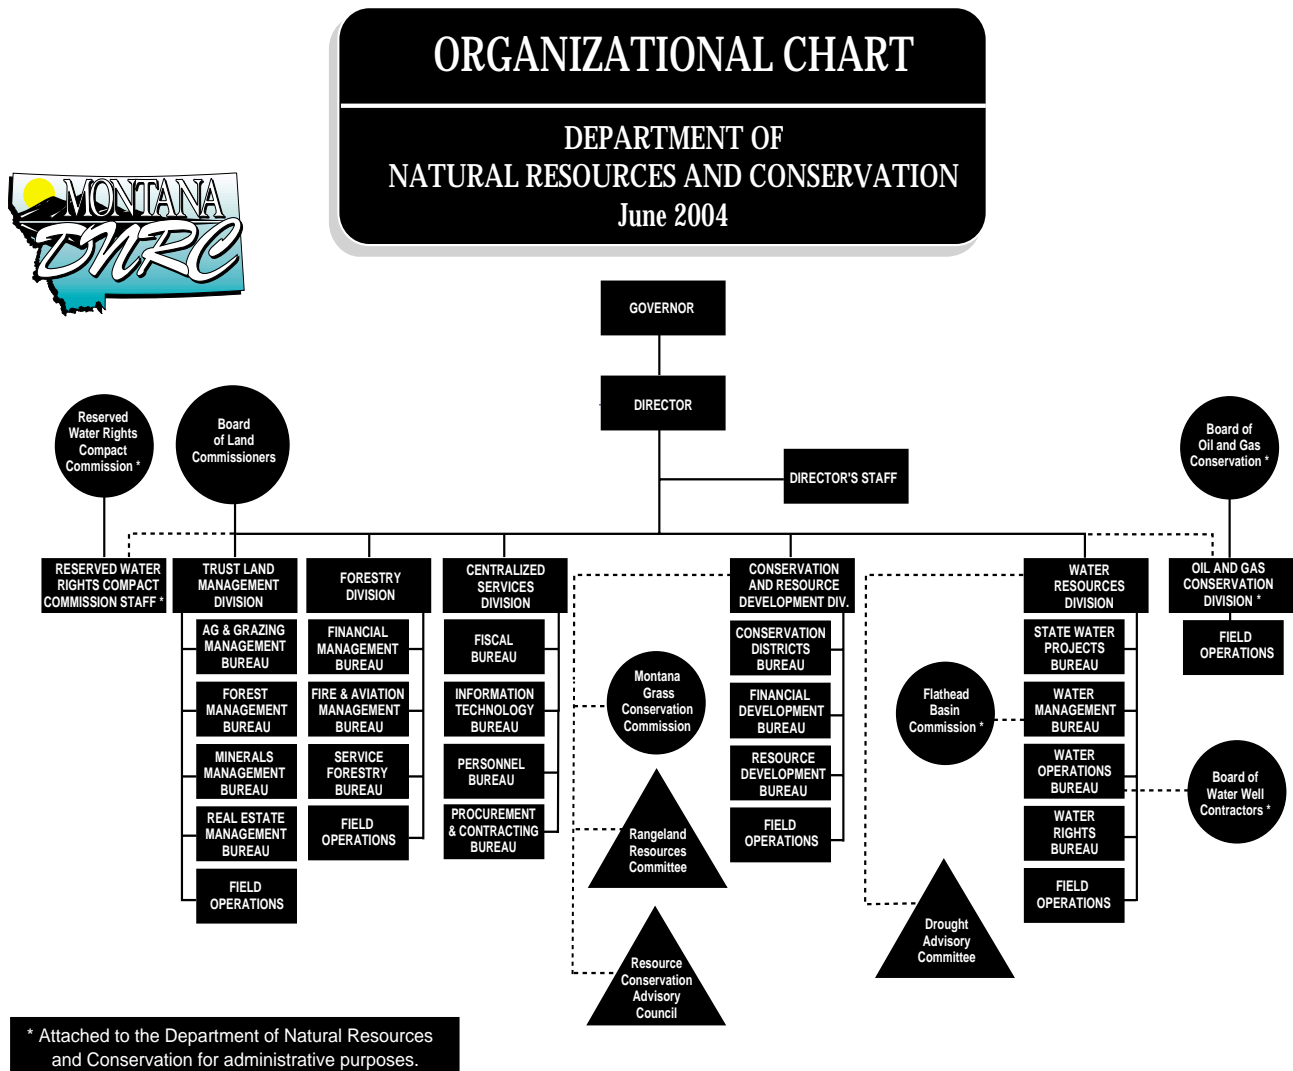 ORGANIZATIONAL CHART
DEPARTMENT OF
NATURAL RESOURCES AND CONSERVATION
June 2004
MONTANA
DNRC
GOVERNOR
DIRECTOR
DIRECTOR'S STAFF
Reserved
Water Rights
Compact
Commission *
Board
of Land
Commissioners
Board of
Oil and Gas
Conservation *
RESERVED WATER
RIGHTS COMPACT
COMMISSION STAFF *
TRUST LAND
MANAGEMENT
DIVISION
AG & GRAZING
MANAGEMENT
BUREAU
FOREST
MANAGEMENT
BUREAU
MINERALS
MANAGEMENT
BUREAU
REAL ESTATE
MANAGEMENT
BUREAU
FIELD
OPERATIONS
FORESTRY
DIVISION
FINANCIAL
MANAGEMENT
BUREAU
FIRE & AVIATION
MANAGEMENT
BUREAU
SERVICE
FORESTRY
BUREAU
FIELD
OPERATIONS
CENTRALIZED
SERVICES
DIVISION
FISCAL
BUREAU
INFORMATION
TECHNOLOGY
BUREAU
PERSONNEL
BUREAU
PROCUREMENT
& CONTRACTING
BUREAU
Montana
Grass
Conservation
Commission
Rangeland
Resources
Committee
Resource
Conservation
Advisory
Council
CONSERVATION
AND RESOURCE
DEVELOPMENT DIV.
CONSERVATION
DISTRICTS
BUREAU
FINANCIAL
DEVELOPMENT
BUREAU
RESOURCE
DEVELOPMENT
BUREAU
FIELD
OPERATIONS
Flathead
Basin
Commission *
Drought
Advisory
Committee
WATER
RESOURCES
DIVISION
STATE WATER
PROJECTS
BUREAU
WATER
MANAGEMENT
BUREAU
WATER
OPERATIONS
BUREAU
WATER
RIGHTS
BUREAU
FIELD
OPERATIONS
OIL AND GAS
CONSERVATION
DIVISION *
FIELD
OPERATIONS
Board of
Water Well
Contractors *
* Attached to the Department of Natural Resources
and Conservation for administrative purposes.